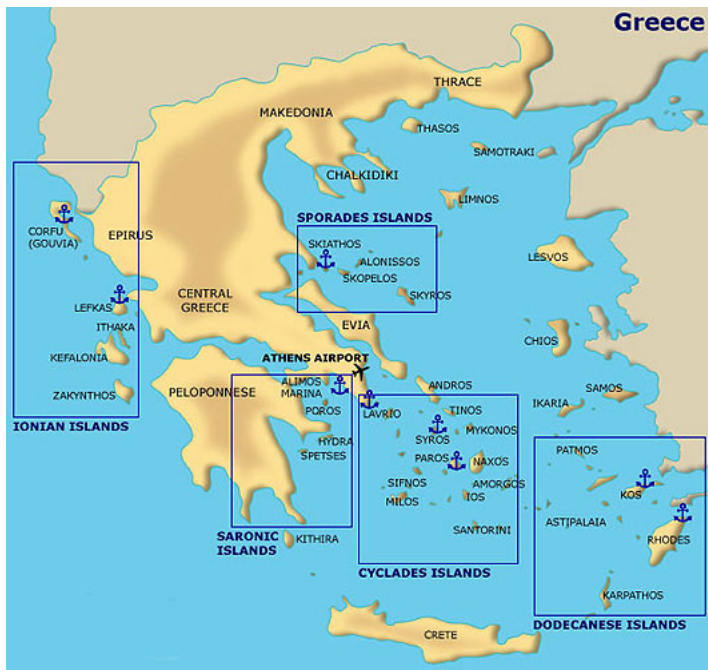 Greece
THRACE
MAKEDONIA
THASOS
SAMOTRAKI
CHALKIDIKI
LIMNOS
SPORADES ISLANDS
CORFU
(GOUVIA)
EPIRUS
SKIATHOS
ALONISSOS
SKOPELOS
LESVOS
SKYROS
CENTRAL
GREECE
LEFKAS
EVIA
ITHAKA
CHIOS
KEFALONIA
ATHENS AIRPORT
ALIMOS
MARINA
PELOPONNESE
ANDROS
SAMOS
ZAKYNTHOS
POROS
LAVRIO
TINOS
IKARIA
IONIAN ISLANDS
HYDRA
SYROS
MYKONOS
SPETSES
PAROS
NAXOS
PATMOS
SIFNOS
AMORGOS
KOS
MILOS
IOS
ASTIPALAIA
SARONIC
ISLANDS
KITHIRA
SANTORINI
RHODES
CYCLADES ISLANDS
KARPATHOS
DODECANESE ISLANDS
CRETE